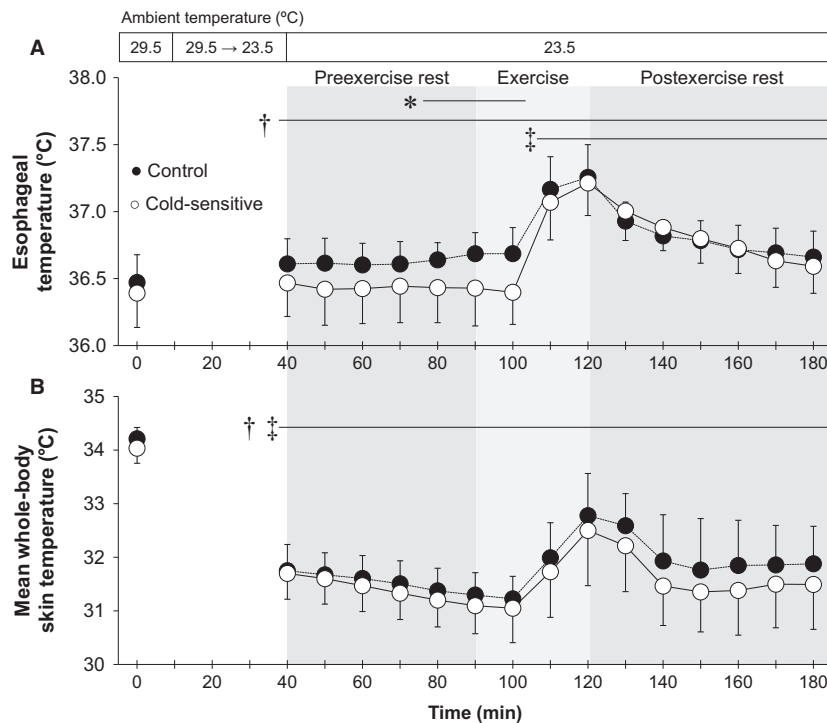 Ambient temperature (ºC)
A
29.5
29.5 → 23.5
23.5
38.0
37.5
37.0
36.5
36.0
Esophageal
temperature (°C)
Preexercise rest
Exercise
Postexercise rest
*
†
‡
Control
Cold-sensitive
0 20 40 60 80 100 120 140 160 180
B
35
34
33
32
31
30
Mean whole-body
skin temperature (°C)
† ‡
0 20 40 60 80 100 120 140 160 180
Time (min)